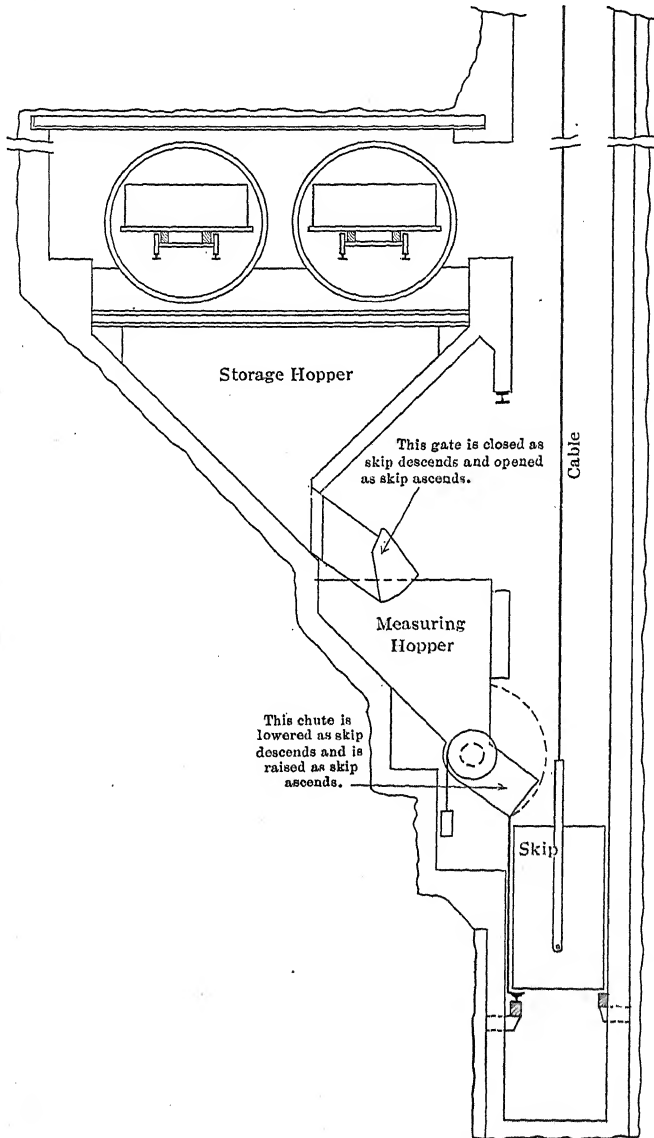 Storage Hopper
This gate is closed as
skip descends and opened
as skip ascends.
Cable
Measuring
Hopper
This chute is
lowered as skip
descends and is
raised as skip
ascends.
Skip